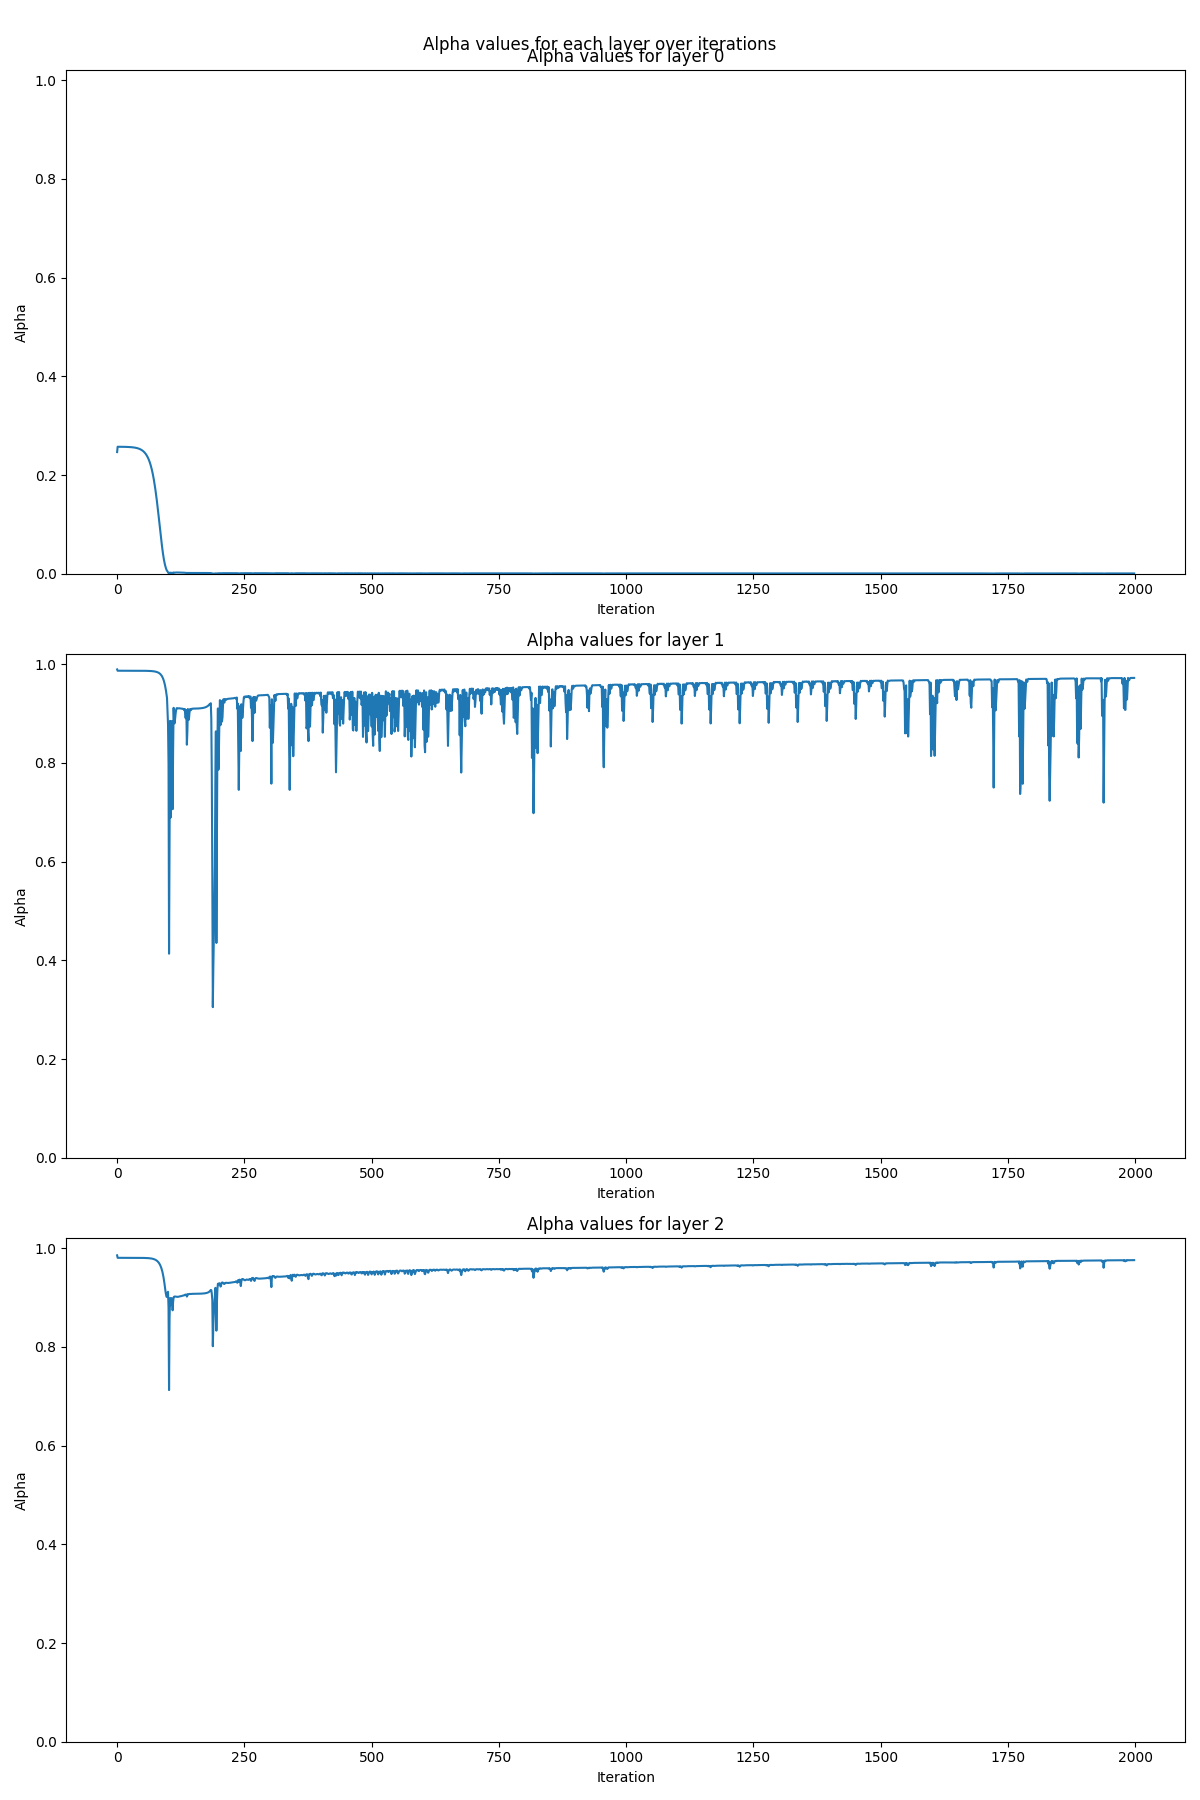 Alpha values for each layer over iterations
Alpha values for layer 0
1.0
0.8
0.6
0.4
0.2
0.0
Alpha
0 250 500 750 1000 1250 1500 1750 2000
Iteration
Alpha values for layer 1
1.0
0.8
0.6
0.4
0.2
0.0
Alpha
0 250 500 750 1000 1250 1500 1750 2000
Iteration
Alpha values for layer 2
1.0
0.8
0.6
0.4
0.2
0.0
Alpha
0 250 500 750 1000 1250 1500 1750 2000
Iteration